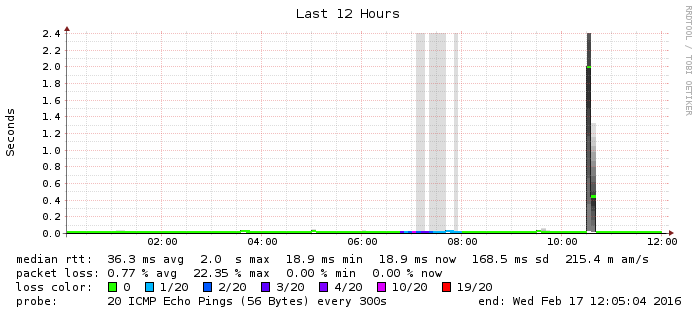 Last 12 Hours
RRDTOOL / TOBI OETIKER
Seconds
2.4
2.2
2.0
1.8
1.6
1.4
1.2
1.0
0.8
0.6
0.4
0.2
0.0
02:00 04:00 06:00 08:00 10:00 12:00
median rtt: 36.3 ms avg 2.0 s max 18.9 ms min 18.9 ms now 168.5 ms sd 215.4 m am/s
packet loss: 0.77 % avg 22.35 % max 0.00 % min 0.00 % now
loss color: 0 1/20 2/20 3/20 4/20 10/20 19/20
probe: 20 ICMP Echo Pings (56 Bytes) every 300s end: Wed Feb 17 12:05:04 2016